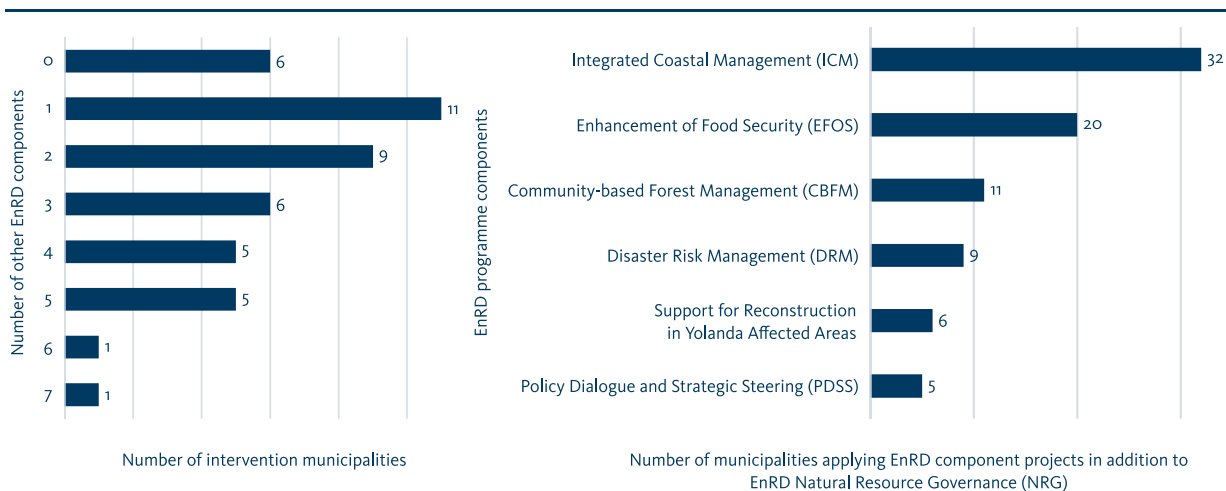 Number of other EnRD components
0
6
1
11
2
9
3
6
4
5
5
5
6
1
7
1
Number of intervention municipalities
EnRD programme components
Integrated Coastal Management (ICM)
32
Enhancement of Food Security (EFOS)
20
Community-based Forest Management (CBFM)
11
Disaster Risk Management (DRM)
9
Support for Reconstruction
in Yolanda Affected Areas
6
Policy Dialogue and Strategic Steering (PDSS)
5
Number of municipalities applying EnRD component projects in addition to
EnRD Natural Resource Governance (NRG)